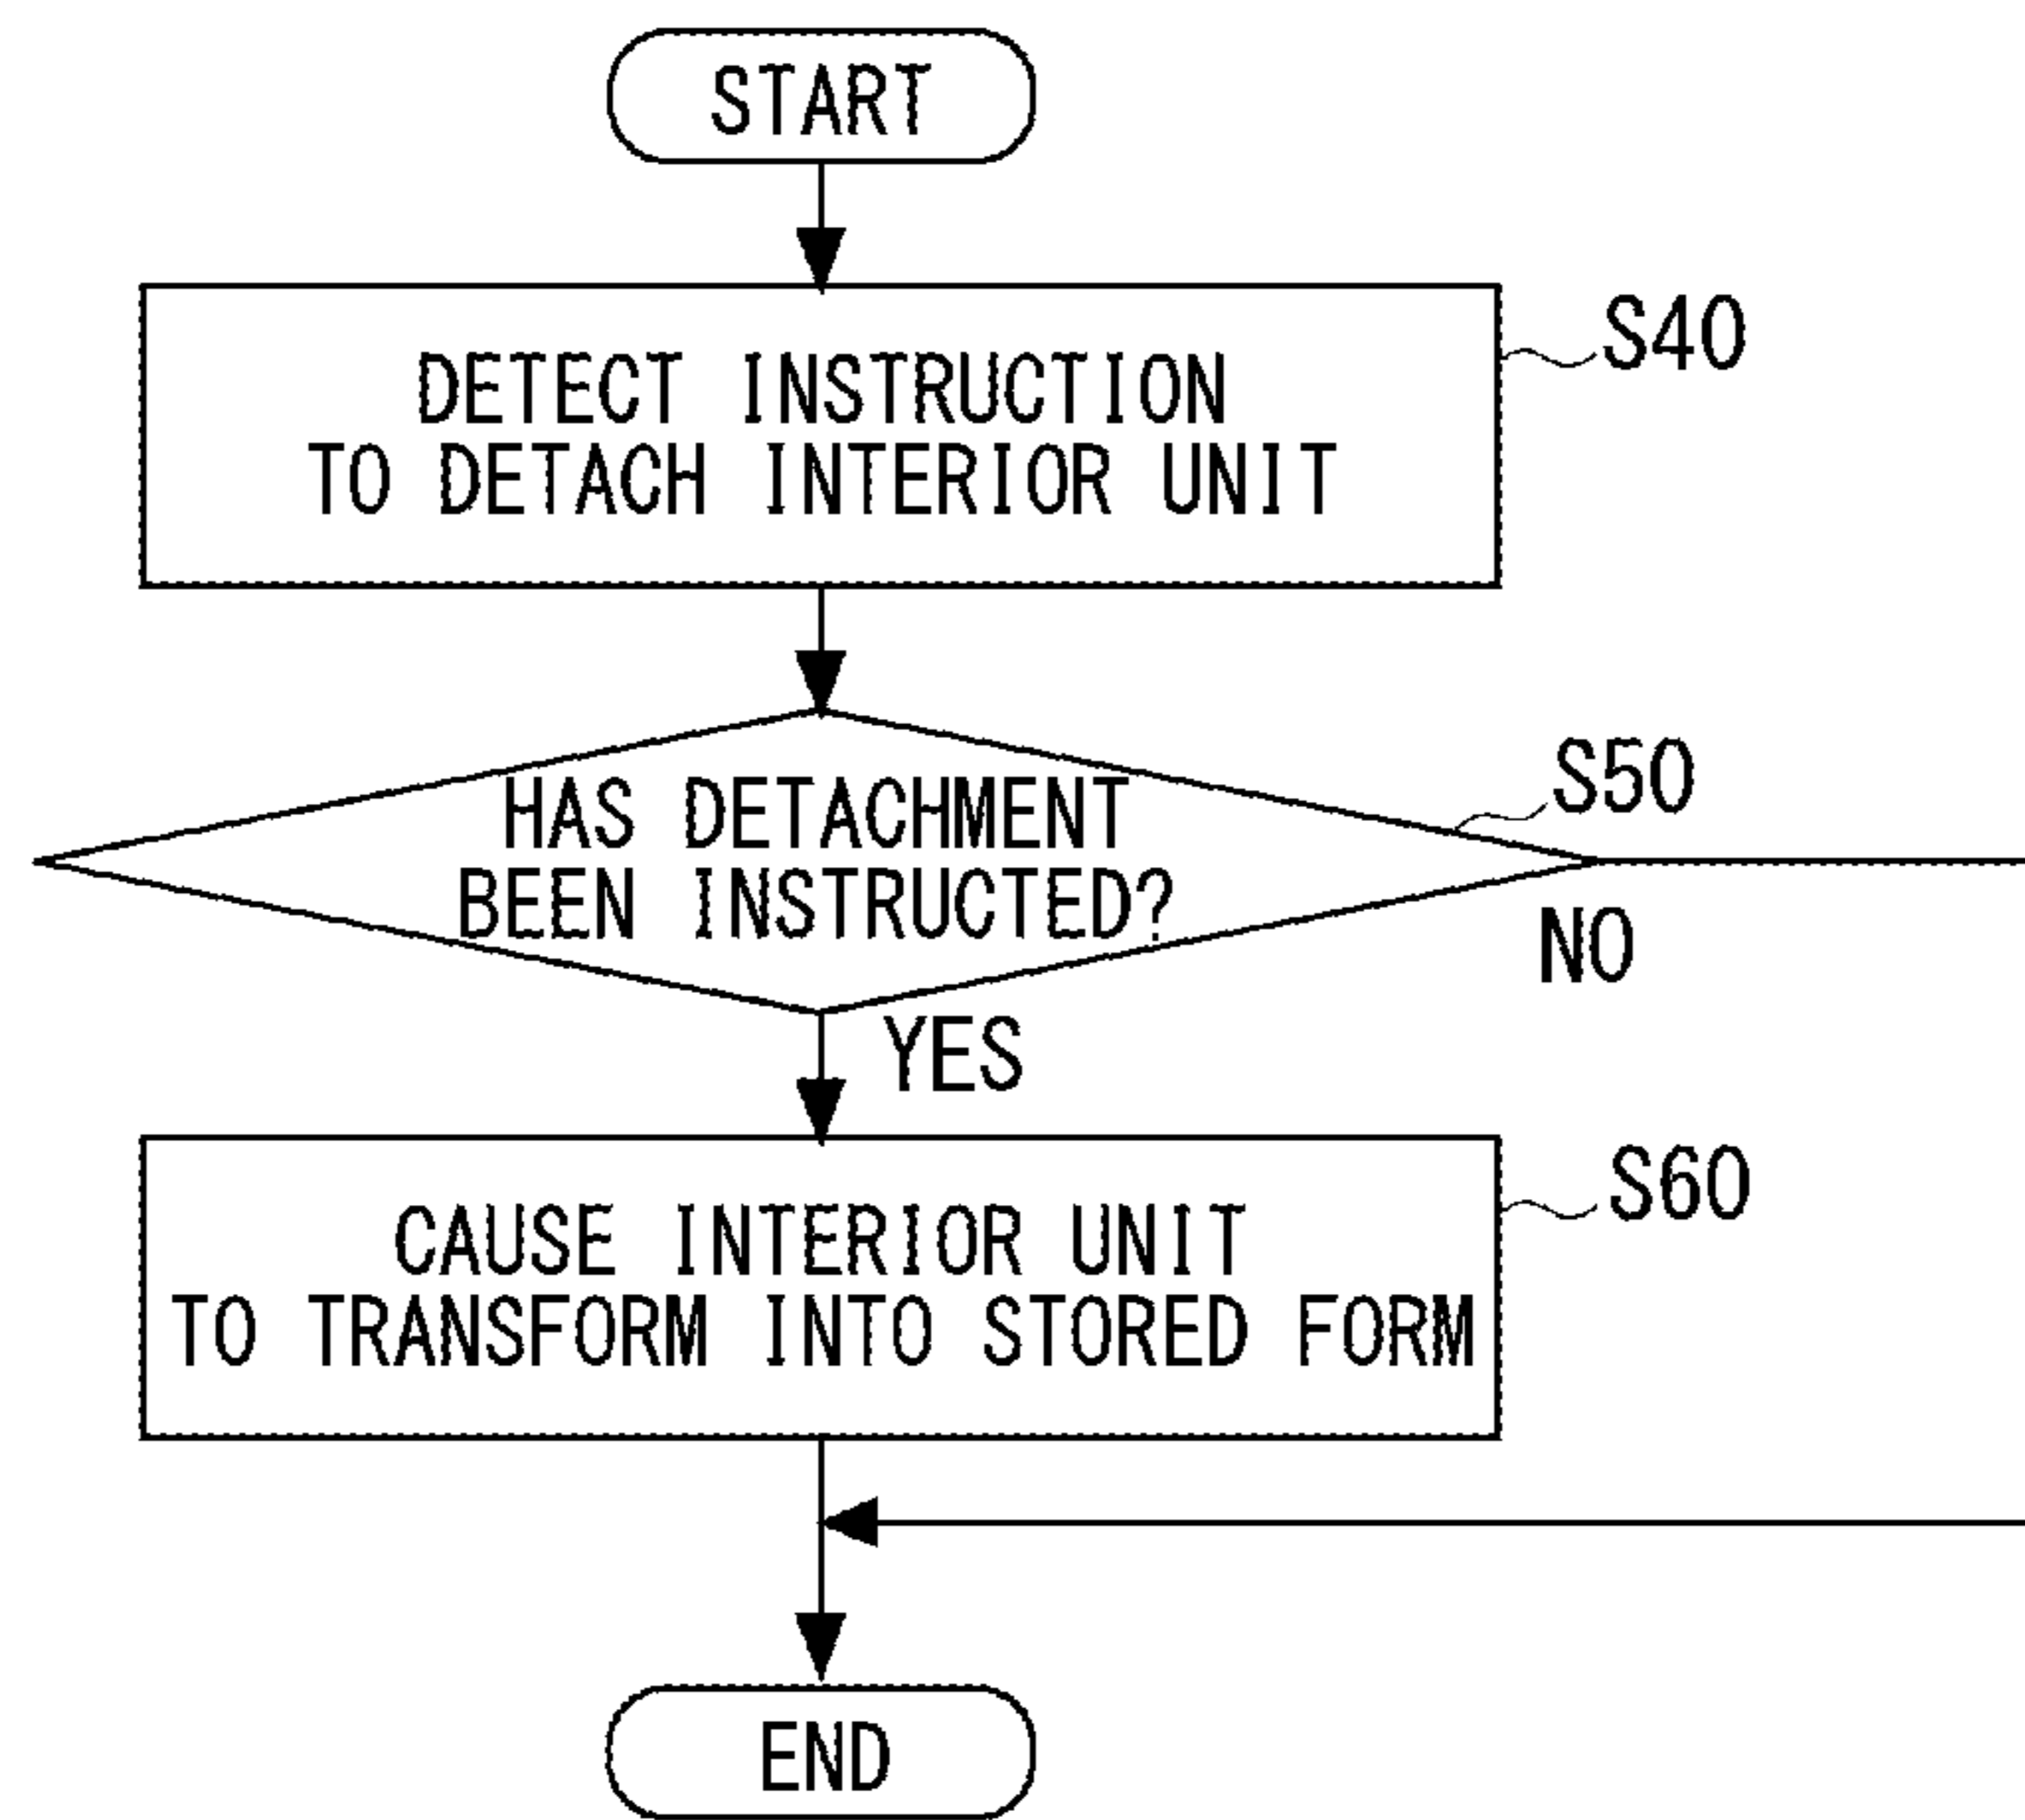 START
DETECT INSTRUCTION
TO DETACH INTERIOR UNIT
S40
HAS DETACHMENT
BEEN INSTRUCTED?
S50
NO
YES
CAUSE INTERIOR UNIT
TO TRANSFORM INTO STORED FORM
S60
END